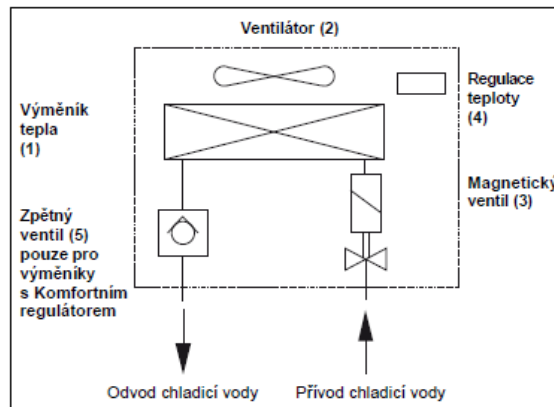 Ventilátor (2)
Výměník
tepla
(1)
Regulace
teploty
(4)
Magnetický
ventil (3)
Zpětný
ventil (5)
pouze pro
výměníky
s Komfortním
regulátorem
Odvod chladicí vody
Přívod chladicí vody